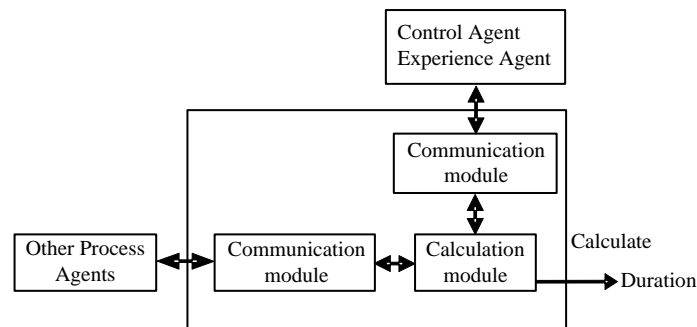 Control Agent
Experience Agent
Communication
module
Other Process
Agents
Communication
module
Calculation
module
Calculate
Duration